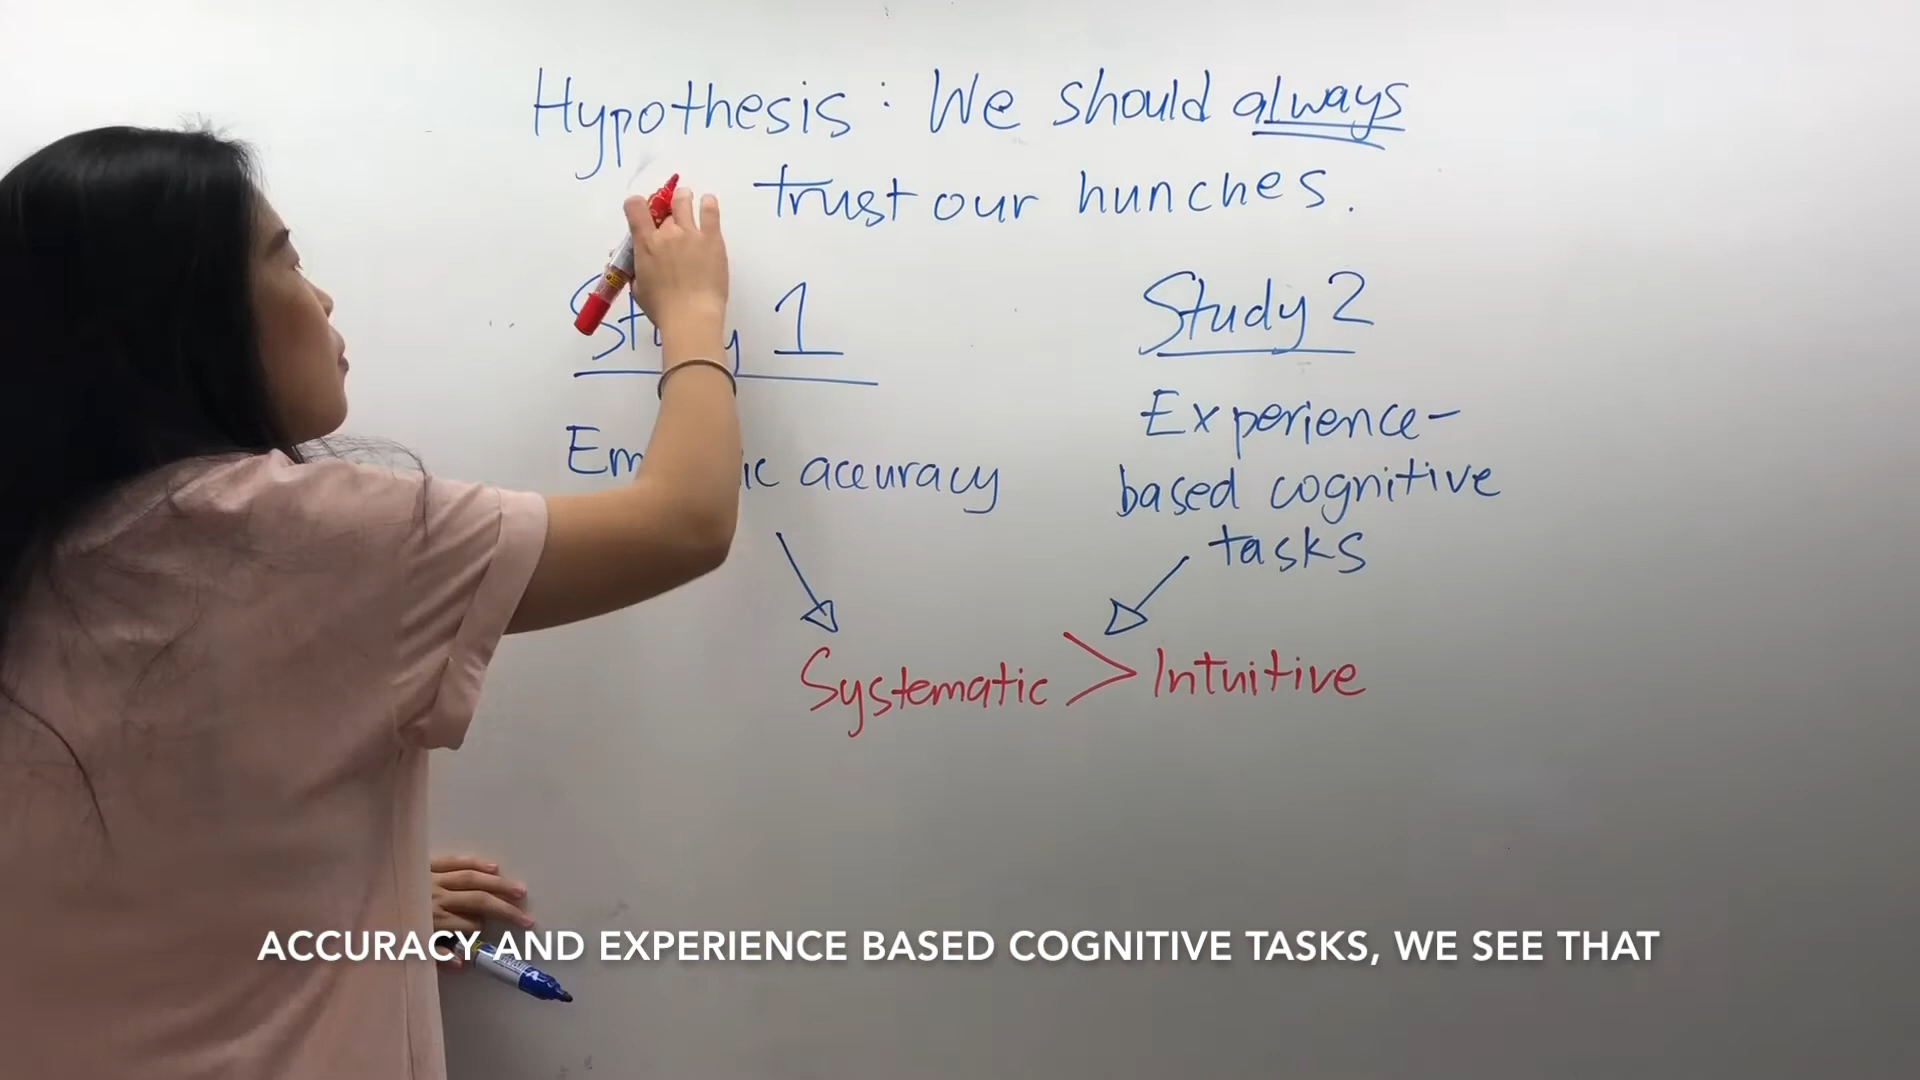 Hypothesis : We should always
trust our hunches.
1
Study 2
accuracy
Experience-
based cognitive
tasks
Systematic > Intuitive
ACCURACY AND EXPERIENCE BASED COGNITIVE TASKS, WE SEE THAT